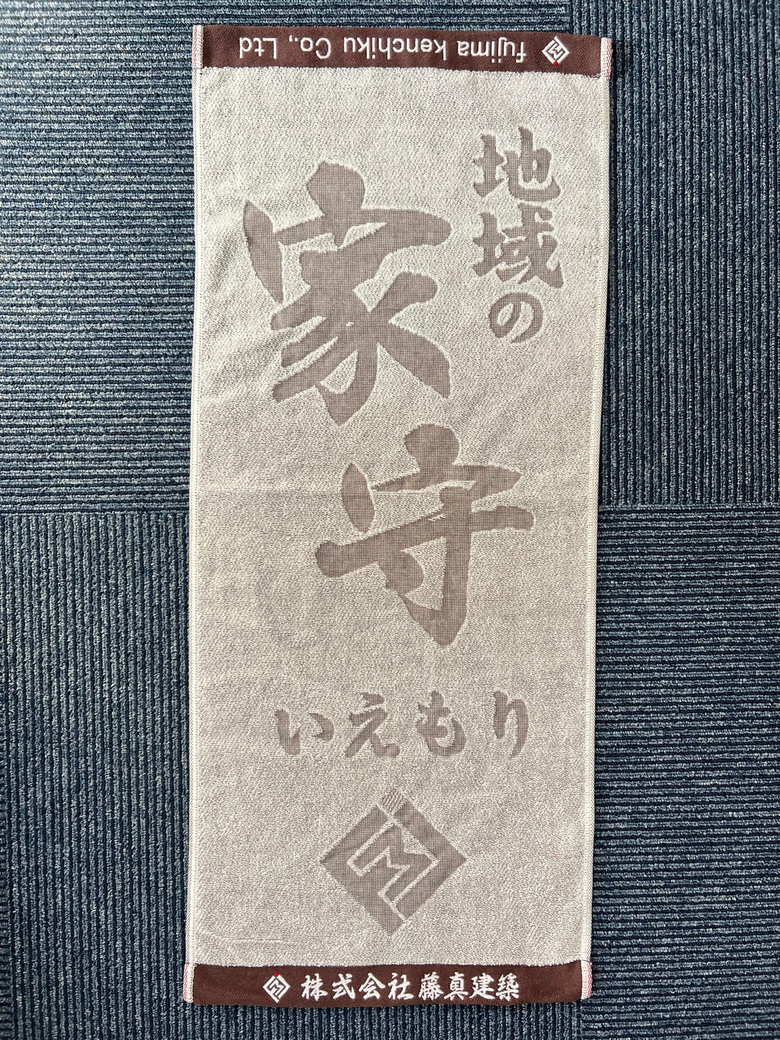 fujima kenchiku Co., Ltd
地域の
家守
いえもり
株式会社藤真建築